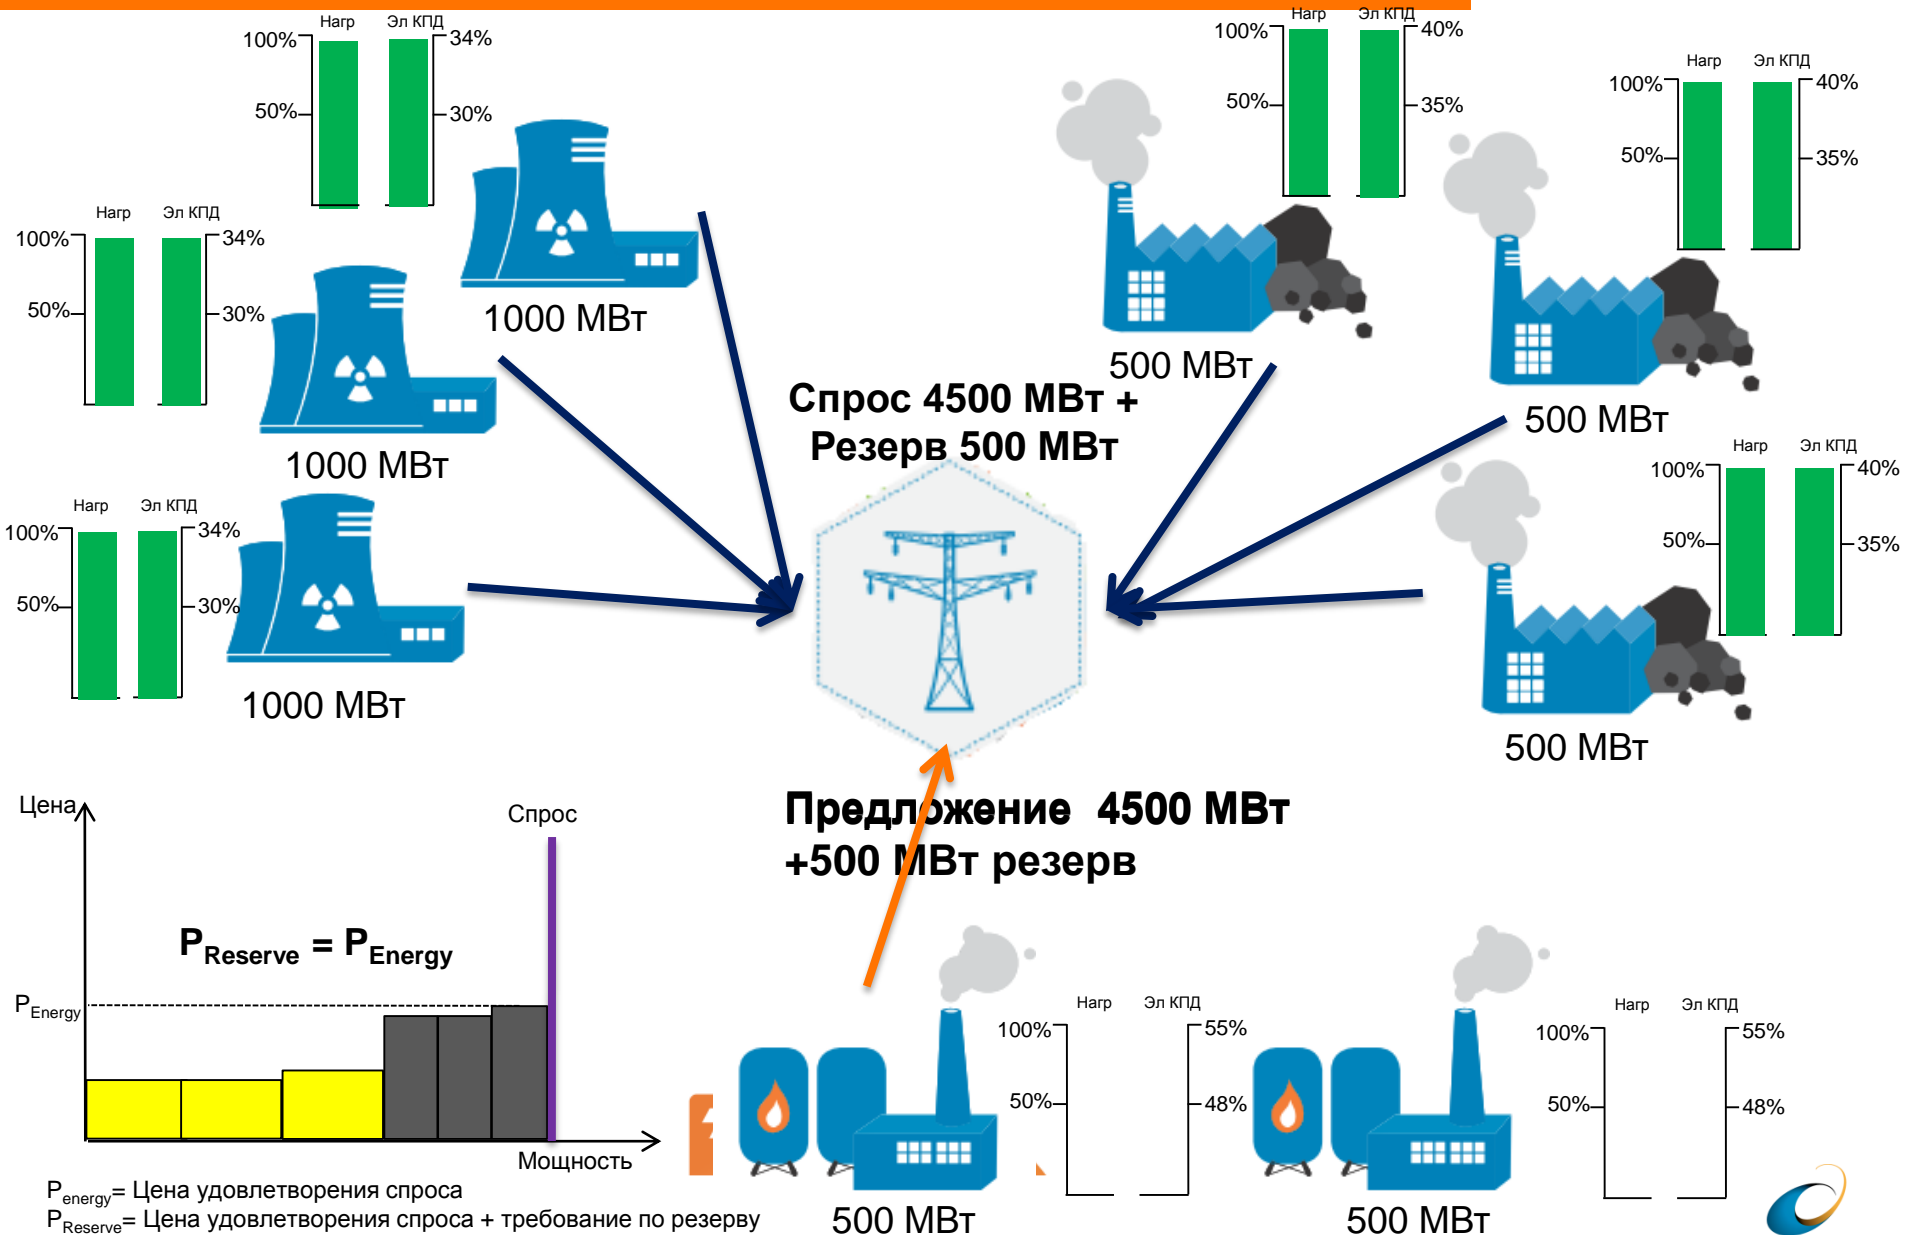 Нагр Эл КПД
100% 34%
50% 30%
1000 МВт
Нагр Эл КПД
100% 34%
50% 30%
1000 МВт
Нагр Эл КПД
100% 34%
50% 30%
1000 МВт
Нагр Эл КПД
100% 40%
50% 35%
500 МВт
Нагр Эл КПД
100% 40%
50% 35%
500 МВт
Нагр Эл КПД
100% 40%
50% 35%
500 МВт
Спрос 4500 МВт +
Резерв 500 МВт
Предложение 4500 МВт
+500 МВт резерв
Цена
Спрос
P Reserve = P Energy
P Energy
Мощность
P energy= Цена удовлетворения спроса
P Reserve= Цена удовлетворения спроса + требование по резерву
Нагр Эл КПД
100% 55%
50% 48%
500 МВт
Нагр Эл КПД
100% 55%
50% 48%
500 МВт